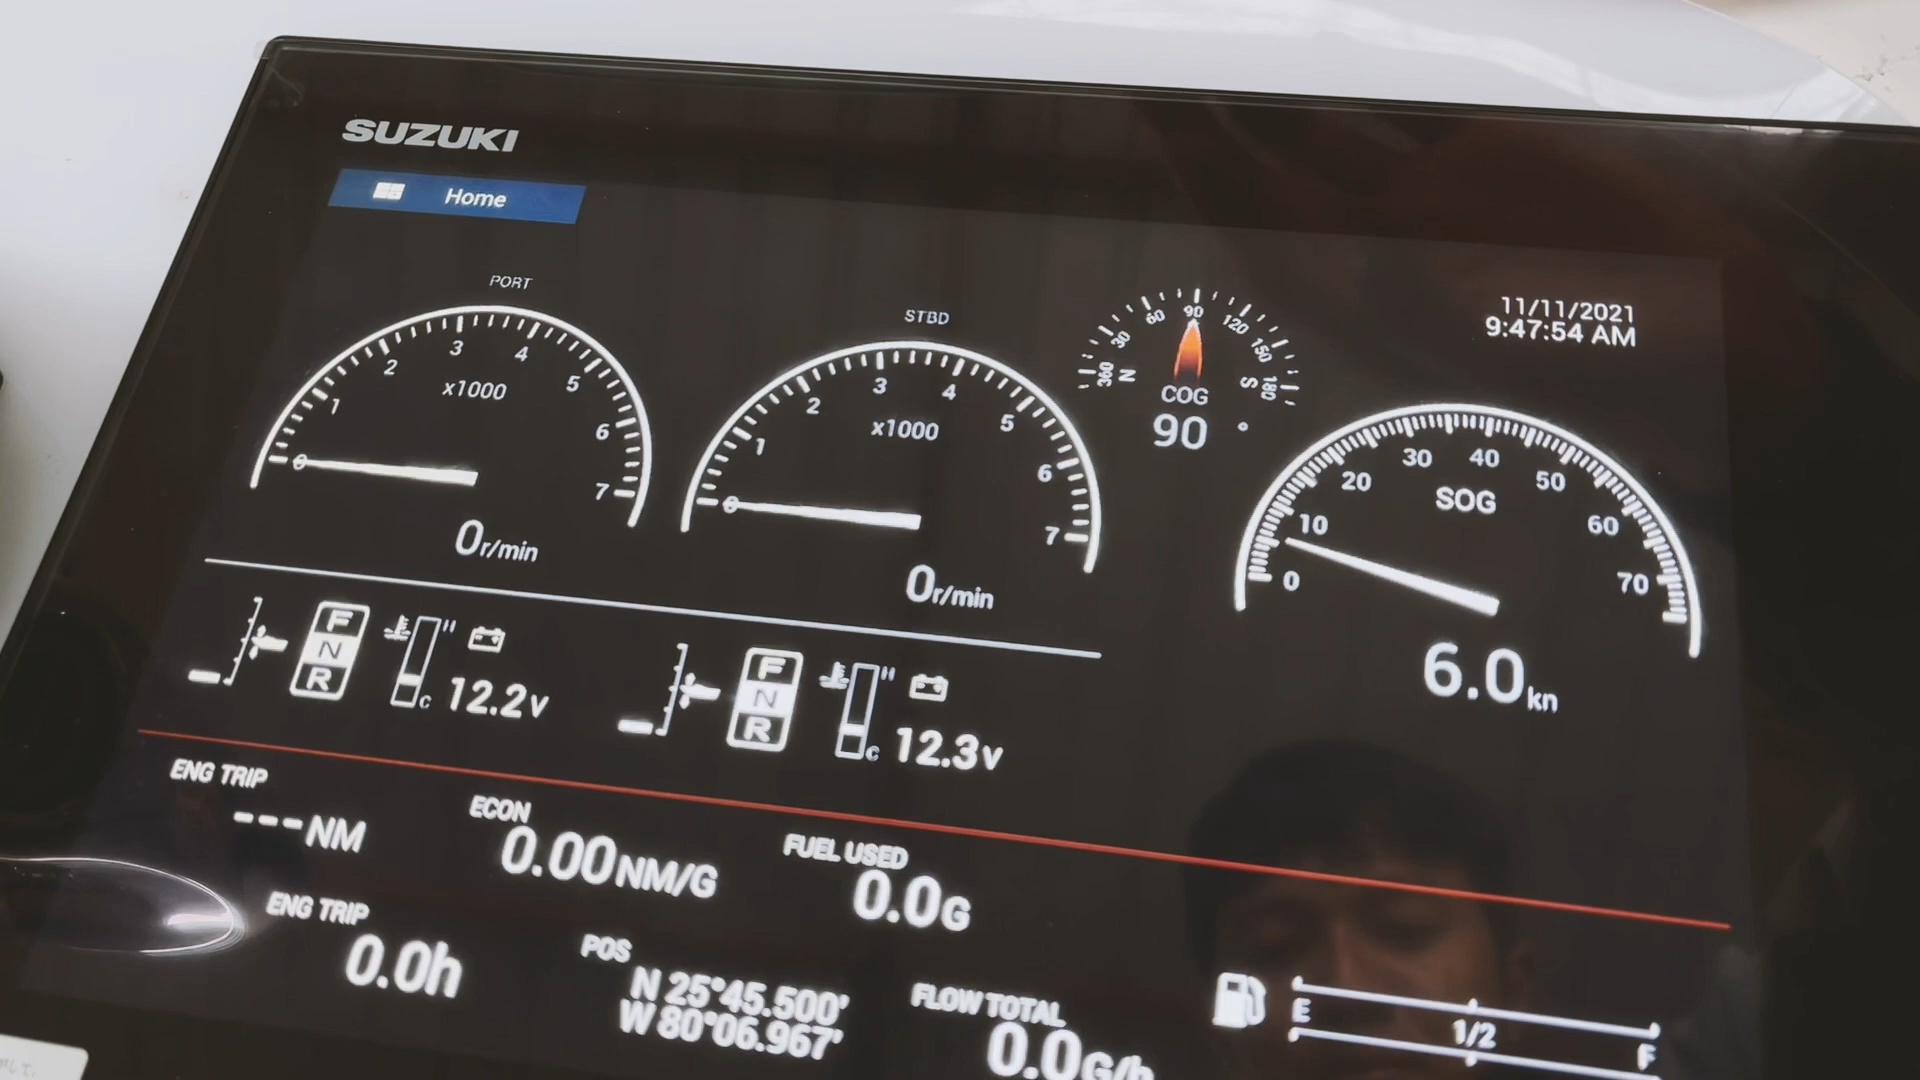 SUZUKI
Home
PORT
0 1 2 3 4 5 6 7
x1000
0r/min
STBD
0 1 2 3 4 5 6 7
x1000
0r/min
360 30 60 90 120 150 180
N S
COG
90 °
11/11/2021
9:47:54 AM
0 10 20 30 40 50 60 70
SOG
6.0kn
F
N
R
C
12.2v
F
N
R
C
12.3v
ENG TRIP
---NM
ECON
0.00NM/G
FUEL USED
0.0G
ENG TRIP
0.0h
POS
N 25°45.500'
W 80°06.967'
FLOW TOTAL
0.0G/h
E 1/2 F